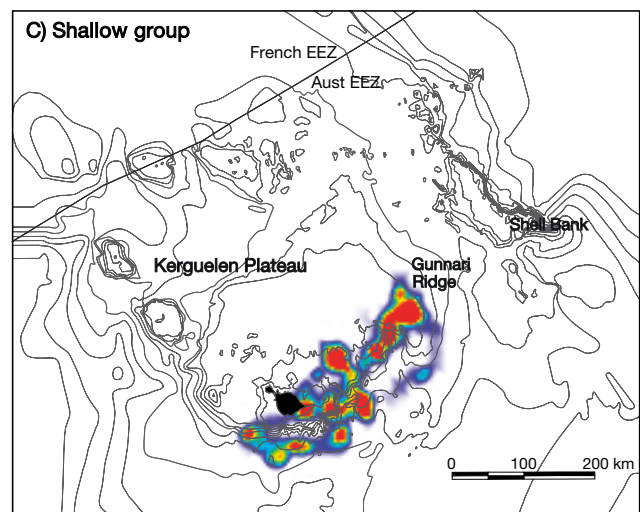 C) Shallow group
French EEZ
Aust EEZ
Shell Bank
Kerguelen Plateau
Gunnari
Ridge
0 100 200 km